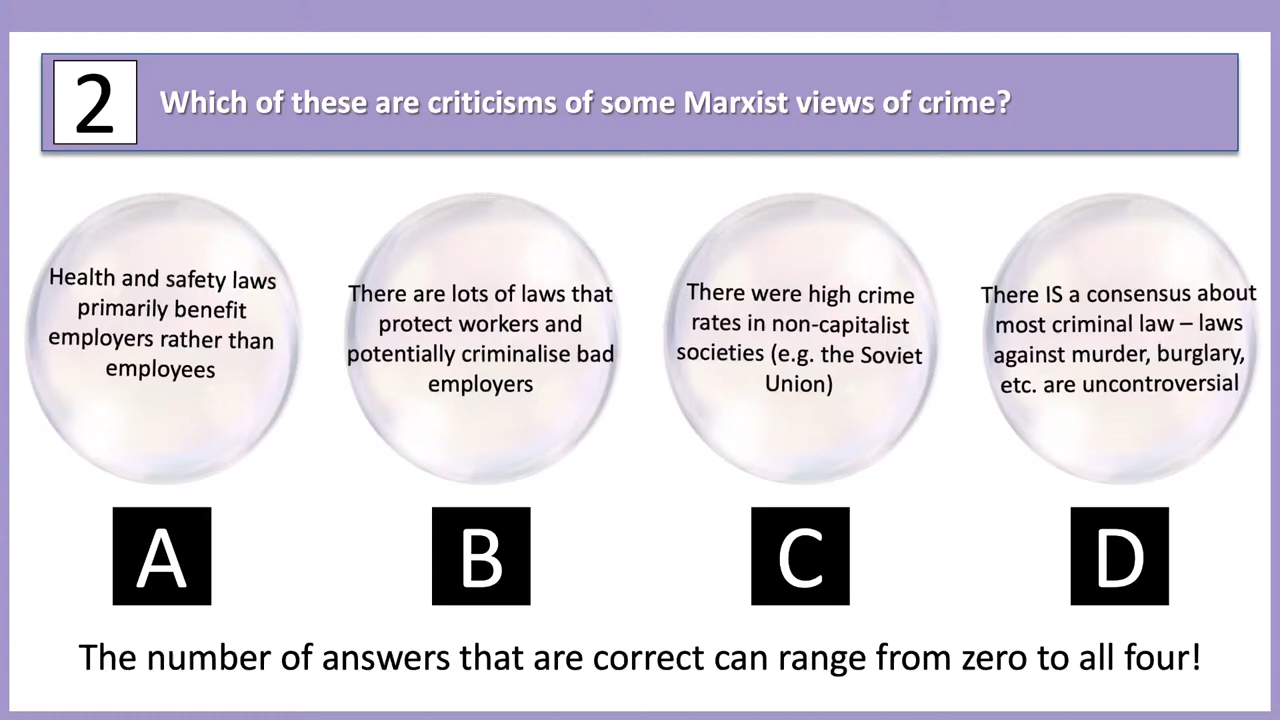 2
Which of these are criticisms of some Marxist views of crime?
Health and safety laws
primarily benefit
employers rather than
employees
There are lots of laws that
protect workers and
potentially criminalise bad
employers
There were high crime
rates in non-capitalist
societies (e.g. the Soviet
Union)
There IS a consensus about
most criminal law – laws
against murder, burglary,
etc. are uncontroversial
A
B
C
D
The number of answers that are correct can range from zero to all four!